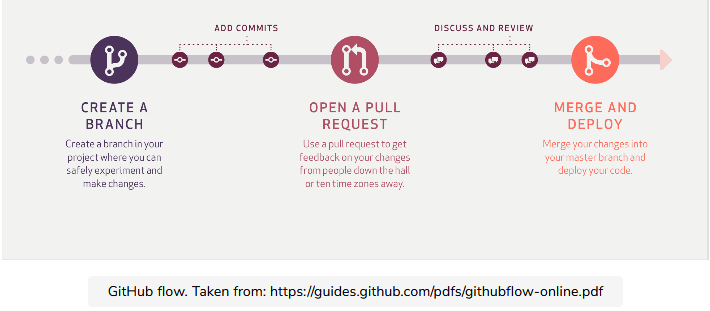 ADD COMMITS
DISCUSS AND REVIEW
CREATE A
BRANCH
Create a branch in your
project where you can
safely experiment and
make changes.
OPEN A PULL
REQUEST
Use a pull request to get
feedback on your changes
from people down the hall
or ten time zones away.
MERGE AND
DEPLOY
Merge your changes into
your master branch and
deploy your code.
GitHub flow. Taken from: https://guides.github.com/pdfs/githubflow-online.pdf